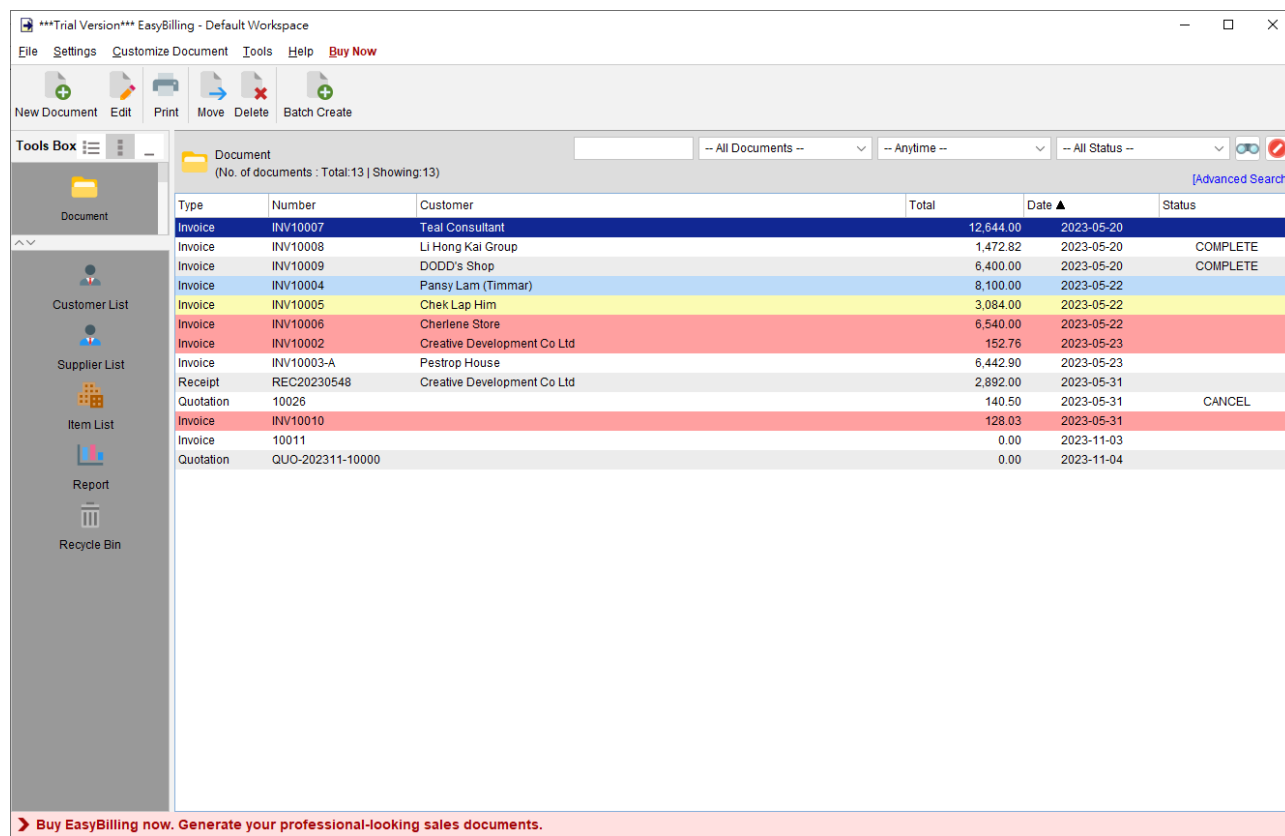 ***Trial Version*** EasyBilling - Default Workspace
File Settings Customize Document Tools Help Buy Now
New Document Edit Print Move Delete Batch Create
Tools Box
Document
(No. of documents : Total:13 | Showing:13)
-- All Documents -- -- Anytime -- -- All Status --
[Advanced Search
Document
Customer List
Supplier List
Item List
Report
Recycle Bin
Type Number Customer Total Date ▲ Status
Invoice INV10007 Teal Consultant 12,644.00 2023-05-20
Invoice INV10008 Li Hong Kai Group 1,472.82 2023-05-20 COMPLETE
Invoice INV10009 DODD's Shop 6,400.00 2023-05-20 COMPLETE
Invoice INV10004 Pansy Lam (Timmar) 8,100.00 2023-05-22
Invoice INV10005 Chek Lap Him 3,084.00 2023-05-22
Invoice INV10006 Cherlene Store 6,540.00 2023-05-22
Invoice INV10002 Creative Development Co Ltd 152.76 2023-05-23
Invoice INV10003-A Pestrop House 6,442.90 2023-05-23
Receipt REC20230548 Creative Development Co Ltd 2,892.00 2023-05-31
Quotation 10026 140.50 2023-05-31 CANCEL
Invoice INV10010 128.03 2023-05-31
Invoice 10011 0.00 2023-11-03
Quotation QUO-202311-10000 0.00 2023-11-04
Buy EasyBilling now. Generate your professional-looking sales documents.